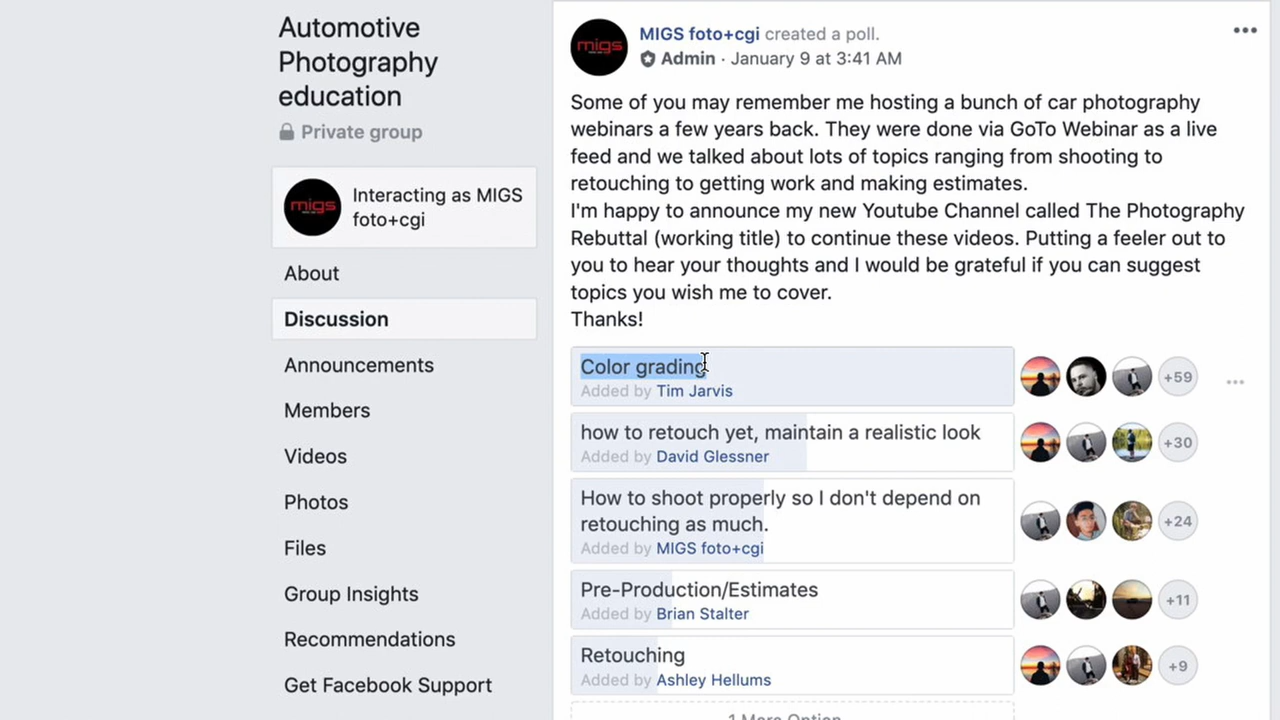 Automotive
Photography
education
Private group
migs
Interacting as MIGS
foto+cgi
About
Discussion
Announcements
Members
Videos
Photos
Files
Group Insights
Recommendations
Get Facebook Support
migs
MIGS foto+cgi created a poll.
Admin · January 9 at 3:41 AM
Some of you may remember me hosting a bunch of car photography
webinars a few years back. They were done via GoTo Webinar as a live
feed and we talked about lots of topics ranging from shooting to
retouching to getting work and making estimates.
I'm happy to announce my new Youtube Channel called The Photography
Rebuttal (working title) to continue these videos. Putting a feeler out to
you to hear your thoughts and I would be grateful if you can suggest
topics you wish me to cover.
Thanks!
Color grading
Added by Tim Jarvis
+59
how to retouch yet, maintain a realistic look
Added by David Glessner
+30
How to shoot properly so I don't depend on
retouching as much.
Added by MIGS foto+cgi
+24
Pre-Production/Estimates
Added by Brian Stalter
+11
Retouching
Added by Ashley Hellums
+9
1 More Option